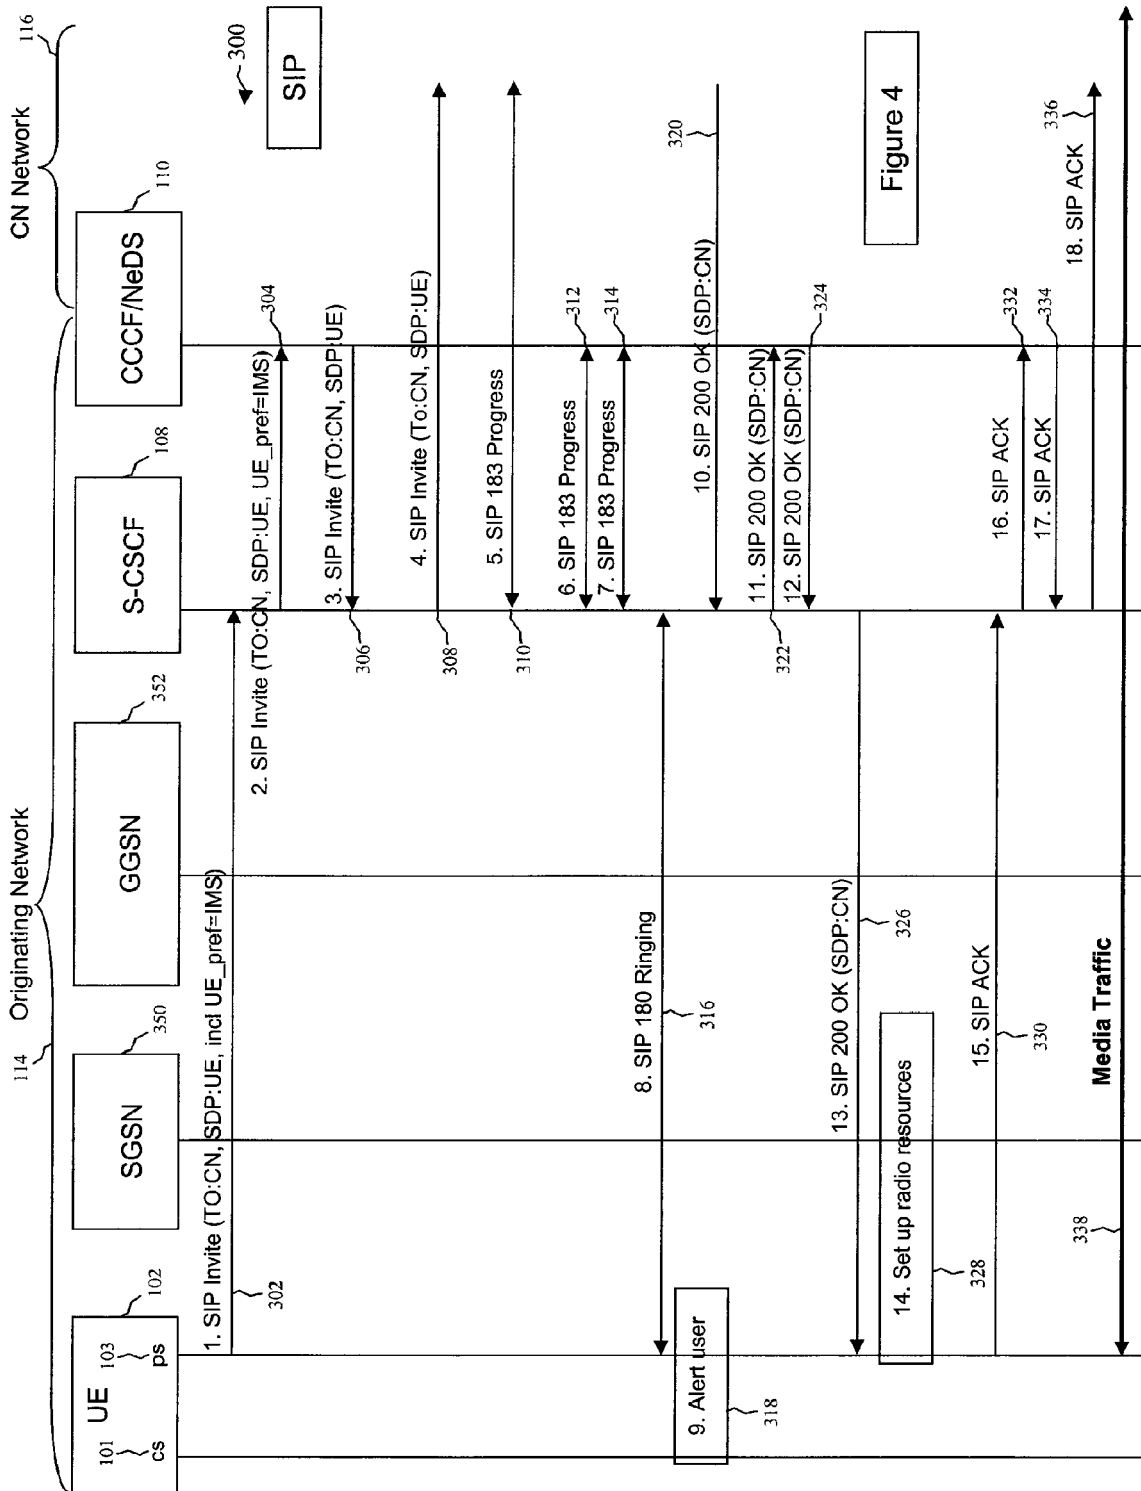 114
Originating Network
CN Network
116
300
SIP
UE
101
cs
103
ps
102
SGSN
350
GGSN
352
S-CSCF
108
CCCF/NeDS
110
1. SIP Invite (TO:CN, SDP:UE, incl UE_pref=IMS)
302
2. SIP Invite (TO:CN, SDP:UE, UE_pref=IMS)
304
3. SIP Invite (TO:CN, SDP:UE)
306
4. SIP Invite (To:CN, SDP:UE)
308
5. SIP 183 Progress
310
6. SIP 183 Progress
312
7. SIP 183 Progress
314
8. SIP 180 Ringing
316
9. Alert user
318
10. SIP 200 OK (SDP:CN)
320
11. SIP 200 OK (SDP:CN)
322
12. SIP 200 OK (SDP:CN)
324
13. SIP 200 OK (SDP:CN)
326
14. Set up radio resources
328
15. SIP ACK
330
16. SIP ACK
332
17. SIP ACK
334
18. SIP ACK
336
Media Traffic
338
Figure 4